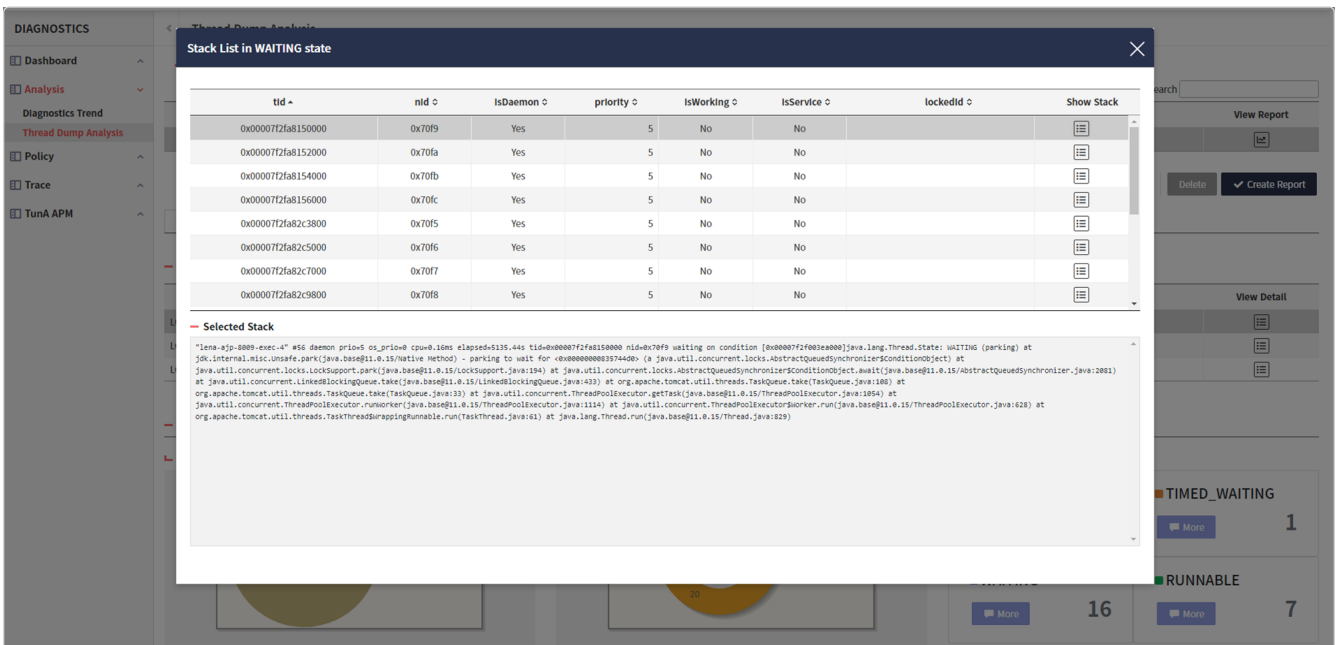 DIAGNOSTICS
Dashboard
Analysis
Diagnostics Trend
Thread Dump Analysis
Policy
Trace
TunA APM
Thread Dump Analysis
Stack List in WAITING state
tid nid IsDaemon priority IsWorking IsService lockedId Show Stack
0x00007f2fa8150000 0x70f9 Yes 5 No No
0x00007f2fa8152000 0x70fa Yes 5 No No
0x00007f2fa8154000 0x70fb Yes 5 No No
0x00007f2fa8156000 0x70fc Yes 5 No No
0x00007f2fa82c3800 0x70f5 Yes 5 No No
0x00007f2fa82c5000 0x70f6 Yes 5 No No
0x00007f2fa82c7000 0x70f7 Yes 5 No No
0x00007f2fa82c9800 0x70f8 Yes 5 No No
Selected Stack
"lena-ajp-8009-exec-4" #56 daemon prio=5 os_prio=0 cpu=0.16ms elapsed=5135.44s tid=0x00007f2fa8150000 nid=0x70f9 waiting on condition [0x00007f2f003ea000]java.lang.Thread.State: WAITING (parking) at
jdk.internal.misc.Unsafe.park(java.base@11.0.15/Native Method) - parking to wait for <0x00000000835744d0> (a java.util.concurrent.locks.AbstractQueuedSynchronizer$ConditionObject) at
java.util.concurrent.locks.LockSupport.park(java.base@11.0.15/LockSupport.java:194) at java.util.concurrent.locks.AbstractQueuedSynchronizer$ConditionObject.await(java.base@11.0.15/AbstractQueuedSynchronizer.java:2081)
at java.util.concurrent.LinkedBlockingQueue.take(java.base@11.0.15/LinkedBlockingQueue.java:433) at org.apache.tomcat.util.threads.TaskQueue.take(TaskQueue.java:108) at
org.apache.tomcat.util.threads.TaskQueue.take(TaskQueue.java:33) at java.util.concurrent.ThreadPoolExecutor.getTask(java.base@11.0.15/ThreadPoolExecutor.java:1054) at
java.util.concurrent.ThreadPoolExecutor.runWorker(java.base@11.0.15/ThreadPoolExecutor.java:1114) at java.util.concurrent.ThreadPoolExecutor$Worker.run(java.base@11.0.15/ThreadPoolExecutor.java:628) at
org.apache.tomcat.util.threads.TaskThread$WrappingRunnable.run(TaskThread.java:61) at java.lang.Thread.run(java.base@11.0.15/Thread.java:829)
earch
View Report
Delete
Create Report
View Detail
TIMED_WAITING
More 1
20
More 16
RUNNABLE
More 7